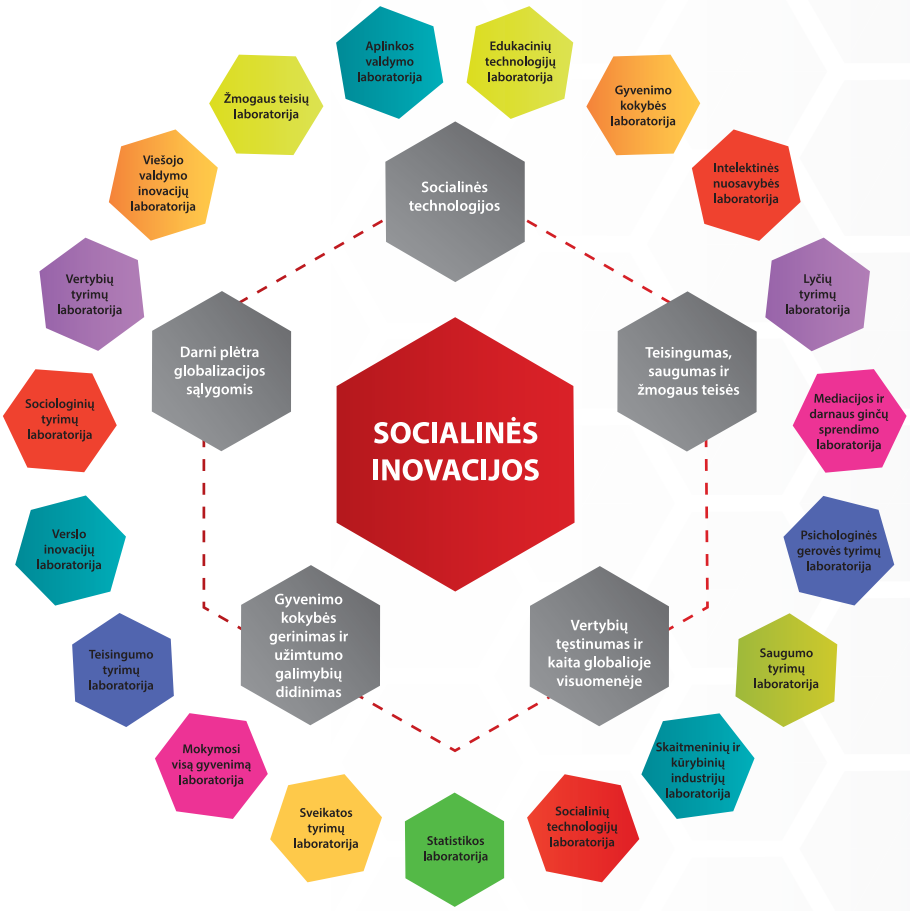 Aplinkos
valdymo
laboratorija
Edukacinių
technologijų
laboratorija
Gyvenimo
kokybės
laboratorija
Intelektinės
nuosavybės
laboratorija
Lyčių
tyrimų
laboratorija
Mediacijos ir
darnaus ginčų
sprendimo
laboratorija
Psichologinės
gerovės tyrimų
laboratorija
Saugumo
tyrimų
laboratorija
Skaitmeninių ir
kūrybinių
industrijų
laboratorija
Socialinių
technologijų
laboratorija
Statistikos
laboratorija
Sveikatos
tyrimų
laboratorija
Mokymosi
visą gyvenimą
laboratorija
Teisingumo
tyrimų
laboratorija
Verslo
inovacijų
laboratorija
Sociologinių
tyrimų
laboratorija
Vertybių
tyrimų
laboratorija
Viešojo
valdymo
inovacijų
laboratorija
Žmogaus teisių
laboratorija
Socialinės
technologijos
Teisingumas,
saugumas ir
žmogaus teisės
Vertybių
tęstinumas ir
kaita globalioje
visuomenėje
Gyvenimo
kokybės
gerinimas ir
užimtumo
galimybių
didinimas
Darni plėtra
globalizacijos
sąlygomis
SOCIALINĖS
INOVACIJOS